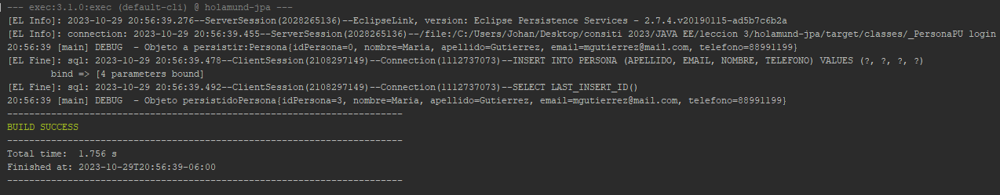 --- exec:3.1.0:exec (default-cli) @ holamund-jpa ---
[EL Info]: 2023-10-29 20:56:39.276--ServerSession(2028265136)--EclipseLink, version: Eclipse Persistence Services - 2.7.4.v20190115-ad5b7c6b2a
[EL Info]: connection: 2023-10-29 20:56:39.455--ServerSession(2028265136)--/file:/C:/Users/Johan/Desktop/consiti 2023/JAVA EE/leccion 3/holamund-jpa/target/classes/_PersonaPU login
20:56:39 [main] DEBUG  - Objeto a persistir:Persona{idPersona=0, nombre=Maria, apellido=Gutierrez, email=mgutierrez@mail.com, telefono=88991199}
[EL Fine]: sql: 2023-10-29 20:56:39.478--ClientSession(2108297149)--Connection(1112737073)--INSERT INTO PERSONA (APELLIDO, EMAIL, NOMBRE, TELEFONO) VALUES (?, ?, ?, ?)
bind => [4 parameters bound]
[EL Fine]: sql: 2023-10-29 20:56:39.492--ClientSession(2108297149)--Connection(1112737073)--SELECT LAST_INSERT_ID()
20:56:39 [main] DEBUG  - Objeto persistidoPersona{idPersona=3, nombre=Maria, apellido=Gutierrez, email=mgutierrez@mail.com, telefono=88991199}
------------------------------------------------------------------------
BUILD SUCCESS
------------------------------------------------------------------------
Total time:  1.756 s
Finished at: 2023-10-29T20:56:39-06:00
------------------------------------------------------------------------